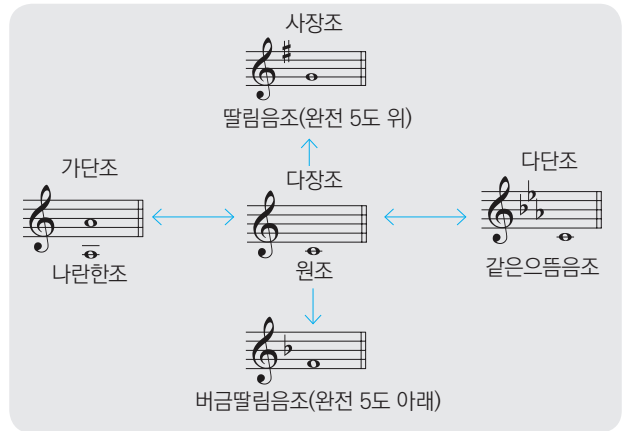 사장조
딸림음조(완전 5도 위)
가단조
다장조
다단조
나란한조
원조
같은으뜸음조
버금딸림음조(완전 5도 아래)